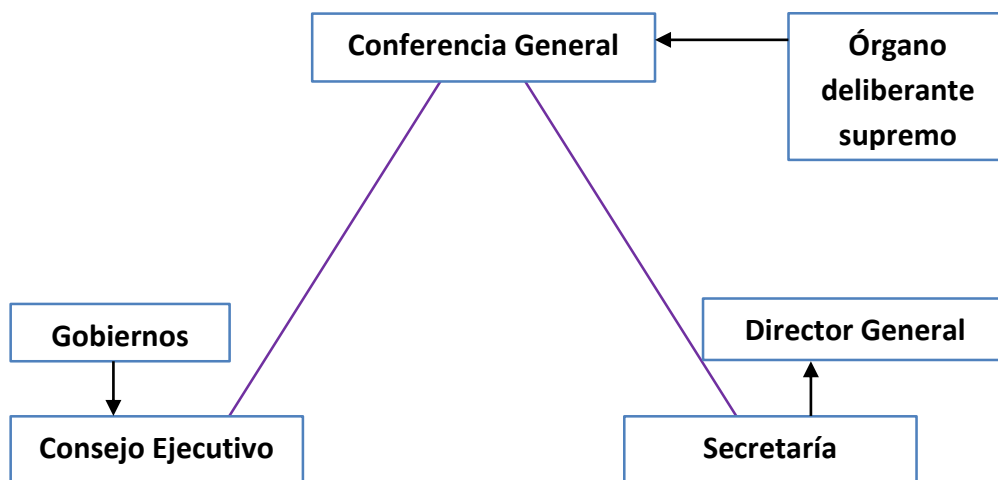 Conferencia General
Órgano
deliberante
supremo
Gobiernos
Director General
Consejo Ejecutivo
Secretaría